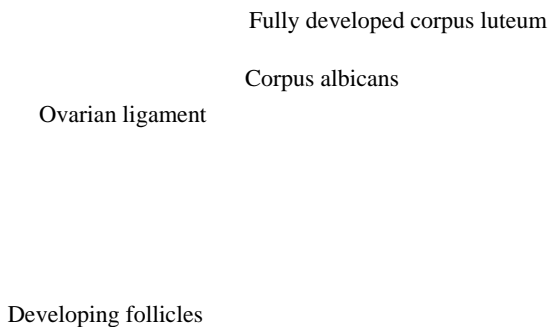 Fully developed corpus luteum
Corpus albicans
Ovarian ligament
Developing follicles